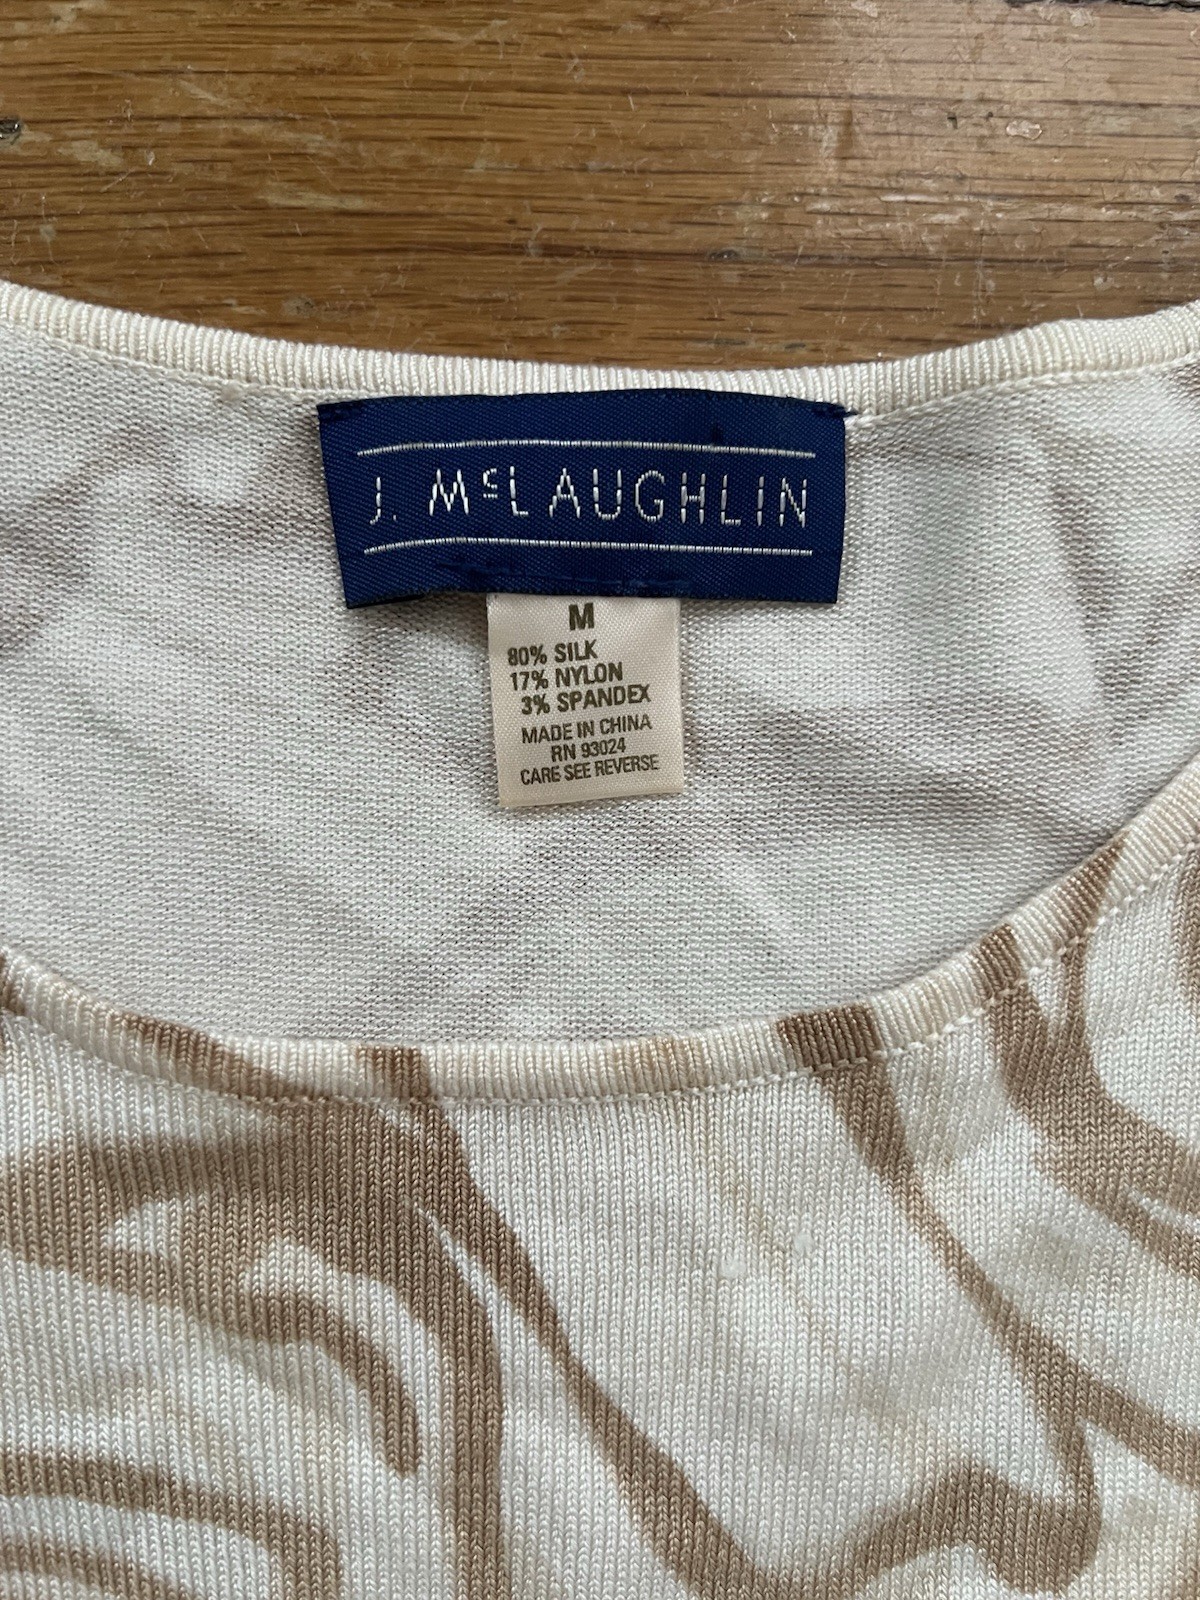 J. McLAUGHLIN
M
80% SILK
17% NYLON
3% SPANDEX
MADE IN CHINA
RN 93024
CARE SEE REVERSE